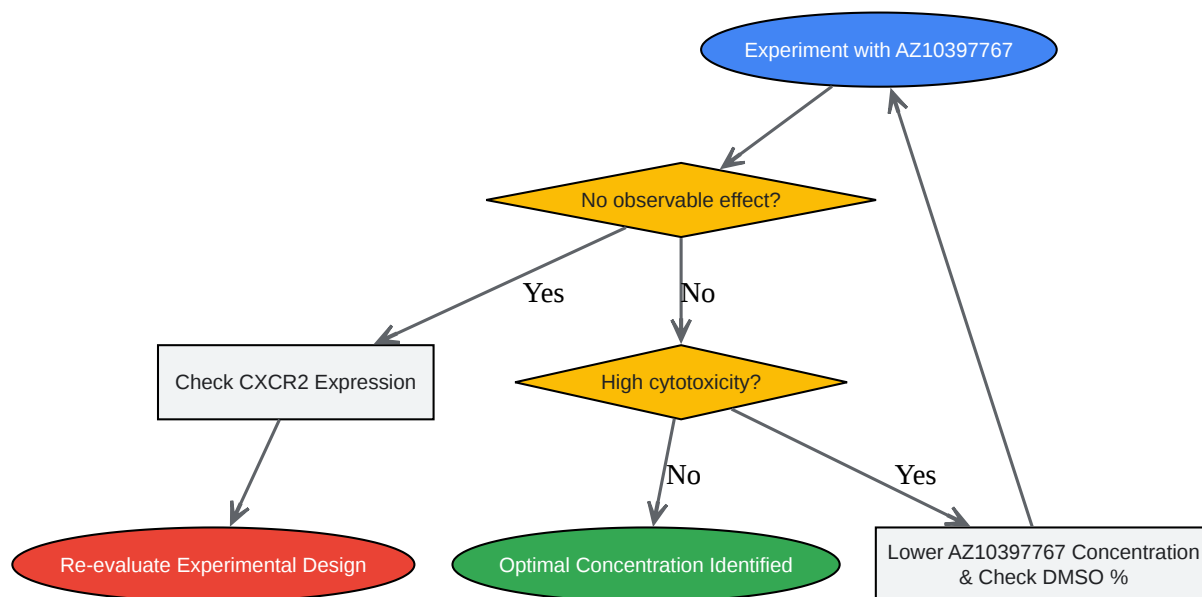 Experiment with AZ10397767
No observable effect?
Yes
No
Check CXCR2 Expression
High cytotoxicity?
No
Yes
Re-evaluate Experimental Design
Optimal Concentration Identified
Lower AZ10397767 Concentration
& Check DMSO %